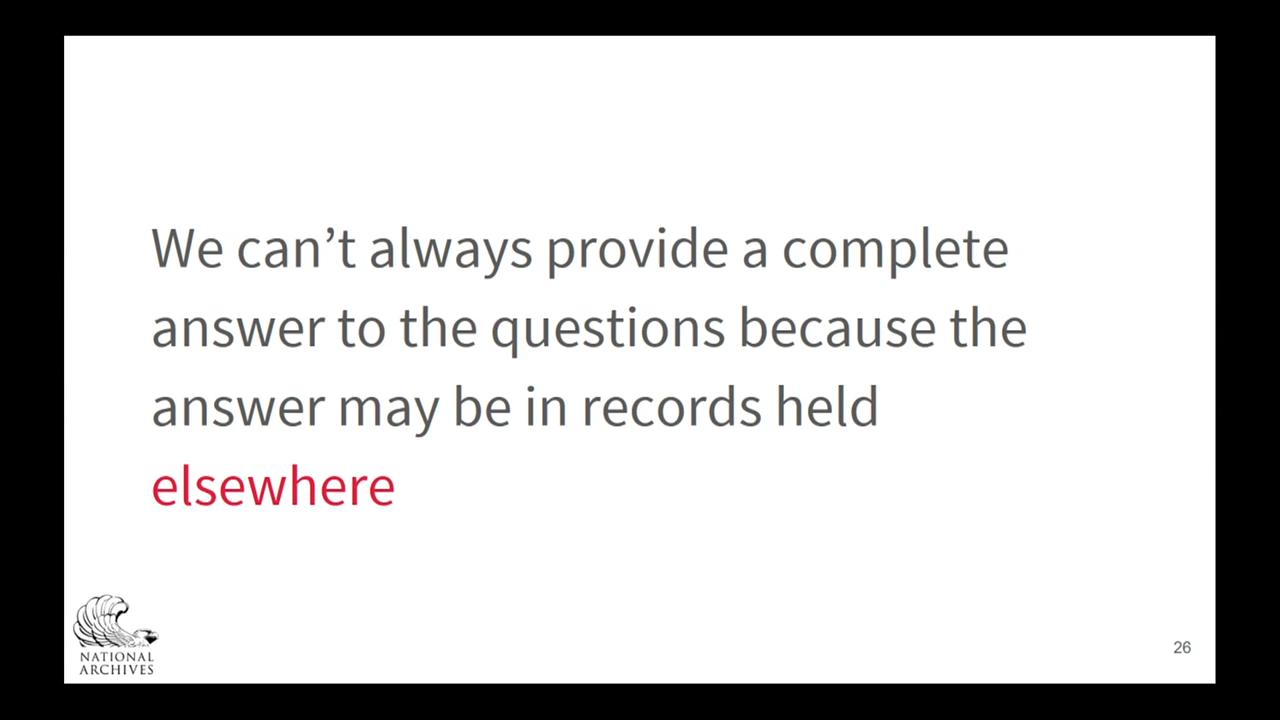 We can’t always provide a complete
answer to the questions because the
answer may be in records held
elsewhere
NATIONAL
ARCHIVES
26